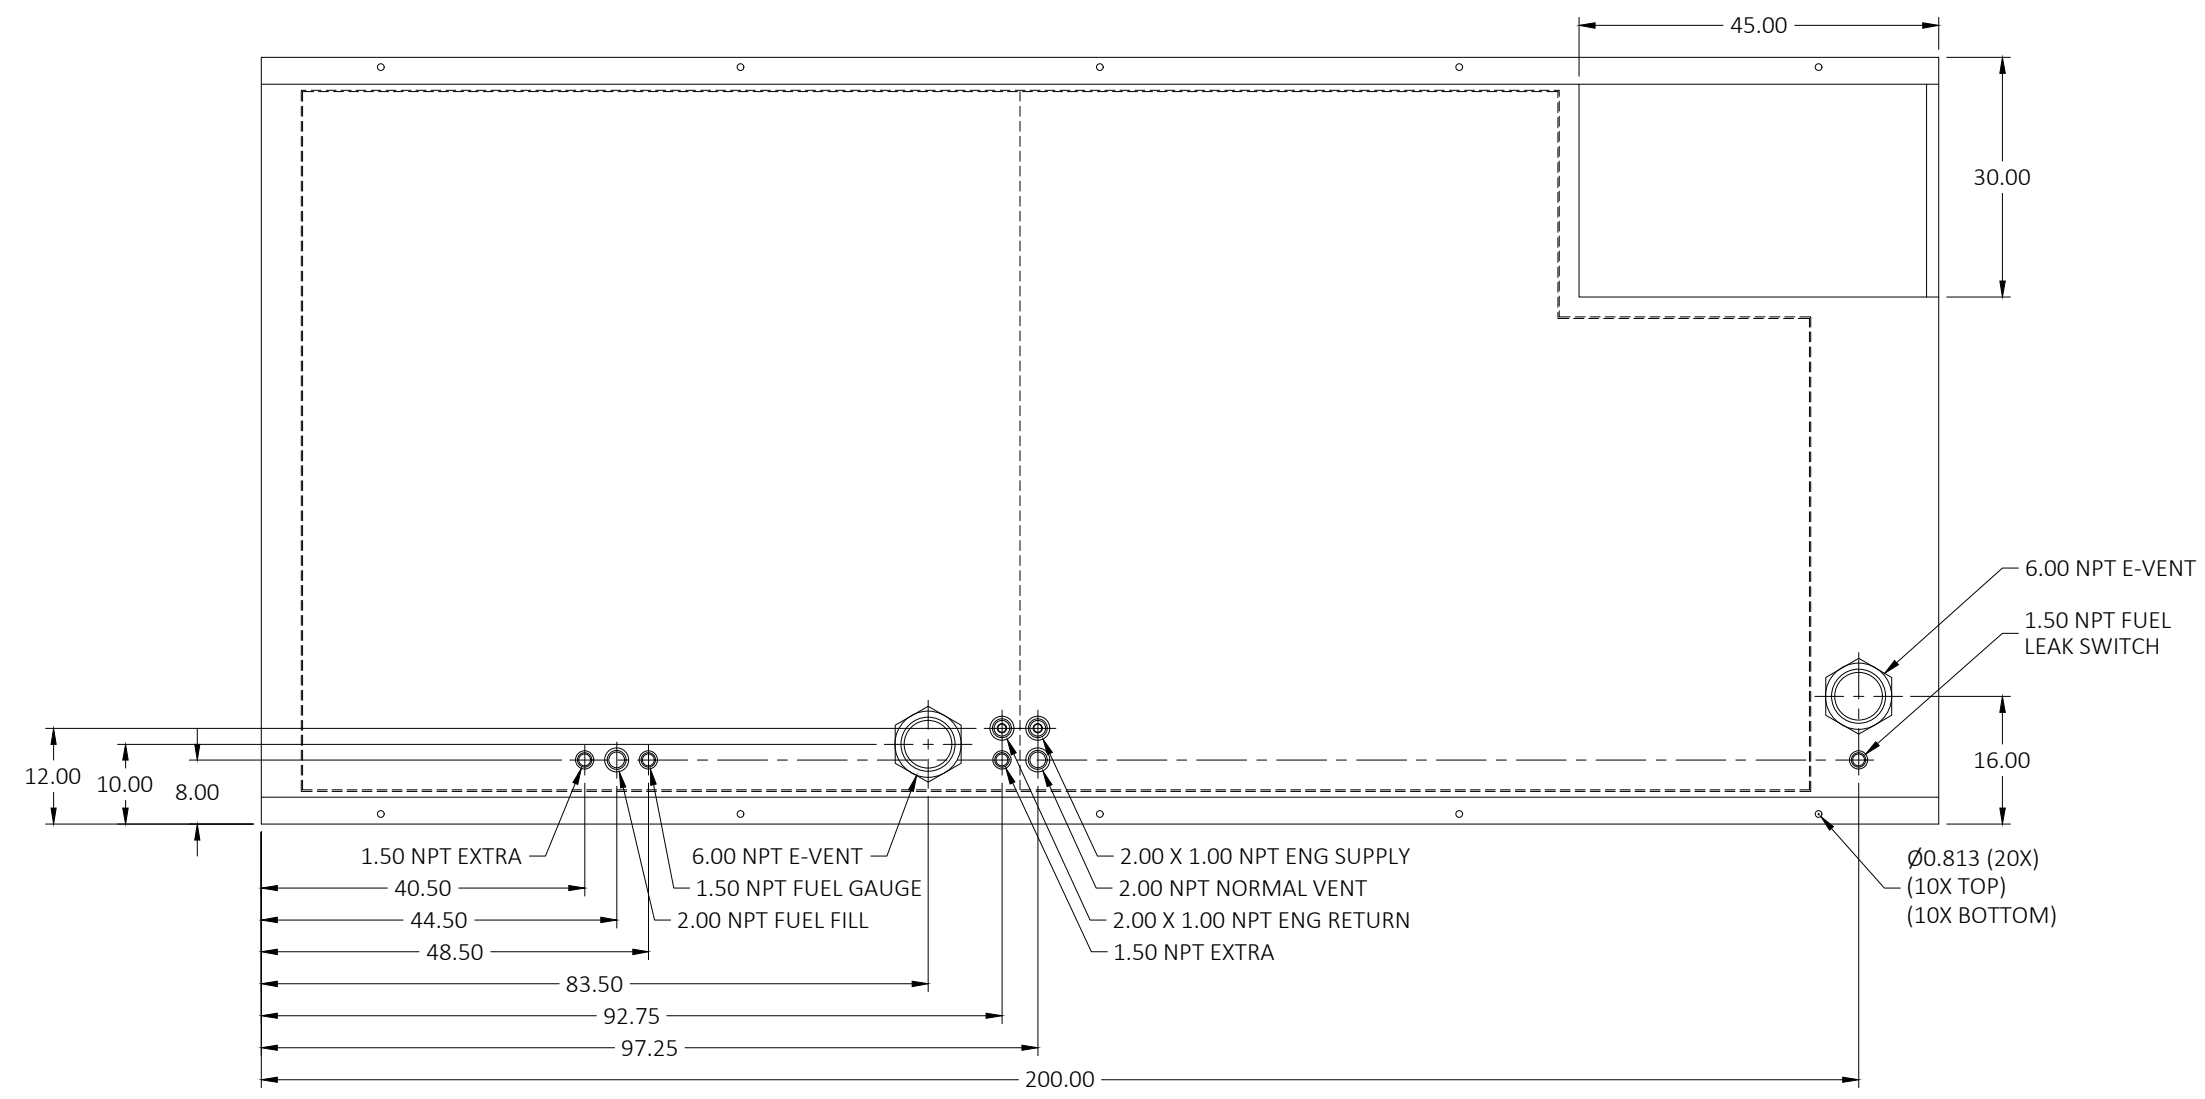 45.00
30.00
6.00 NPT E-VENT
1.50 NPT FUEL
LEAK SWITCH
16.00
12.00
10.00
8.00
1.50 NPT EXTRA
6.00 NPT E-VENT
2.00 X 1.00 NPT ENG SUPPLY
Ø0.813 (20X)
(10X TOP)
(10X BOTTOM)
40.50
1.50 NPT FUEL GAUGE
2.00 NPT NORMAL VENT
44.50
2.00 NPT FUEL FILL
2.00 X 1.00 NPT ENG RETURN
48.50
1.50 NPT EXTRA
83.50
92.75
97.25
200.00